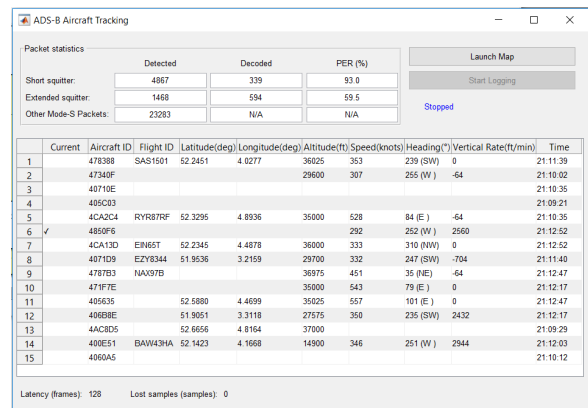 ADS-B Aircraft Tracking
Packet statistics
Detected Decoded PER (%)
Short squitter: 4867 339 93.0
Extended squitter: 1468 594 59.5
Other Mode-S Packets: 23283 N/A N/A
Launch Map
Start Logging
Stopped
Current Aircraft ID Flight ID Latitude(deg) Longitude(deg) Altitude(ft) Speed(knots) Heading(°) Vertical Rate(ft/min) Time
1 478388 SAS1501 52.2451 4.0277 36025 353 239 (SW) 0 21:11:39
2 47340F 29600 307 255 (W ) -64 21:10:02
3 40710E 21:10:35
4 405C03 21:09:21
5 4CA2C4 RYR87RF 52.3295 4.8936 35000 528 84 (E ) -64 21:10:35
6 ✓ 4850F6 292 252 (W ) 2560 21:12:52
7 4CA13D EIN65T 52.2345 4.4878 36000 333 310 (NW) 0 21:12:52
8 4071D9 EZY8344 51.9536 3.2159 29700 332 247 (SW) -704 21:11:40
9 4787B3 NAX97B 36975 451 35 (NE) -64 21:12:47
10 471F7E 35000 543 79 (E ) 0 21:12:17
11 405635 52.5880 4.4699 35025 557 101 (E ) 0 21:12:47
12 406B8E 51.9051 3.3118 27575 350 235 (SW) 2432 21:12:17
13 4AC8D5 52.6656 4.8164 37000 21:09:29
14 400E51 BAW43HA 52.1423 4.1668 14900 346 251 (W ) 2944 21:12:03
15 4060A5 21:10:12
Latency (frames): 128 Lost samples (samples): 0